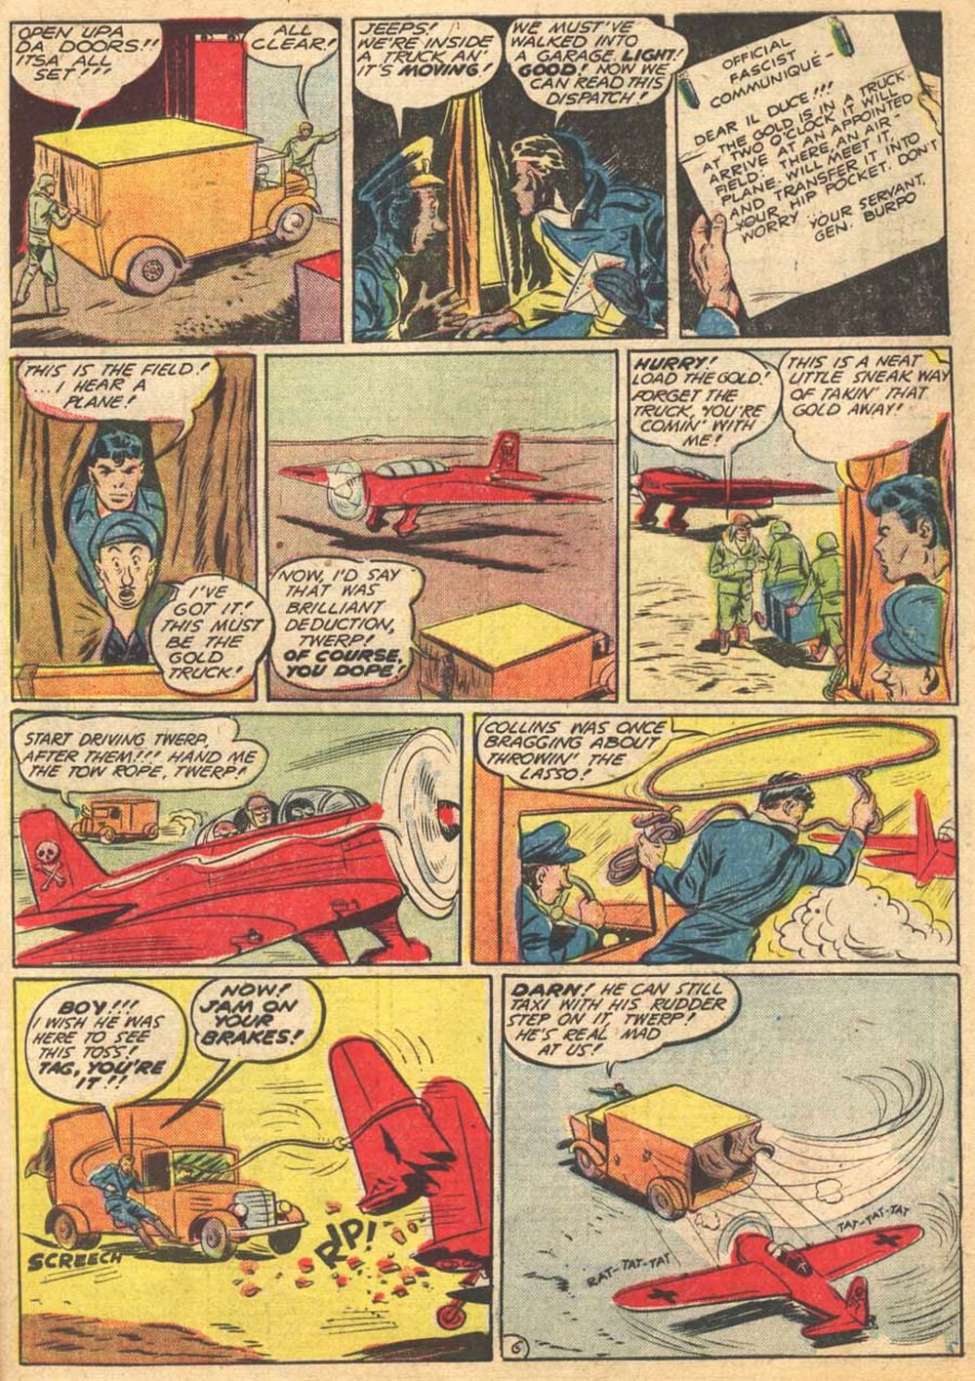 OPEN UPA
DA DOORS!!
ITSA ALL
SET!!!
ALL
CLEAR!
JEEPS!
WE'RE INSIDE
A TRUCK AN'
IT'S MOVING!
WE MUST'VE
WALKED INTO
A GARAGE. LIGHT!
GOOD! NOW WE
CAN READ THIS
DISPATCH!
OFFICIAL
FASCIST
COMMUNIQUE-
DEAR IL DUCE!!!
THE GOLD IS IN A TRUCK.
AT TWO O'CLOCK IT WILL
ARRIVE AT AN APPOINTED
FIELD. THERE, AN AIR-
PLANE WILL MEET IT,
AND TRANSFER IT INTO
YOUR HIP POCKET. DON'T
WORRY. YOUR SERVANT,
GEN. BURPO
THIS IS THE FIELD!
...I HEAR A
PLANE!
I'VE
GOT IT!
THIS MUST
BE THE
GOLD
TRUCK!
NOW, I'D SAY
THAT WAS
BRILLIANT
DEDUCTION,
TWERP!
OF COURSE,
YOU DOPE!
HURRY!
LOAD THE GOLD!
FORGET THE
TRUCK, YOU'RE
COMIN' WITH
ME!
THIS IS A NEAT
LITTLE SNEAK WAY
OF TAKIN' THAT
GOLD AWAY!
START DRIVING TWERP,
AFTER THEM!!! HAND ME
THE TOW ROPE, TWERP!
COLLINS WAS ONCE
BRAGGING ABOUT
THROWIN' THE
LASSO!
BOY!!!
I WISH HE WAS
HERE TO SEE
THIS TOSS!
TAG, YOU'RE
IT!!
NOW!
JAM ON
YOUR
BRAKES!
SCREECH
RIP!
DARN! HE CAN STILL
TAXI WITH HIS RUDDER
STEP ON IT, TWERP!
HE'S REAL MAD
AT US!
RAT-TAT-TAT
TAT-TAT-TAT
6